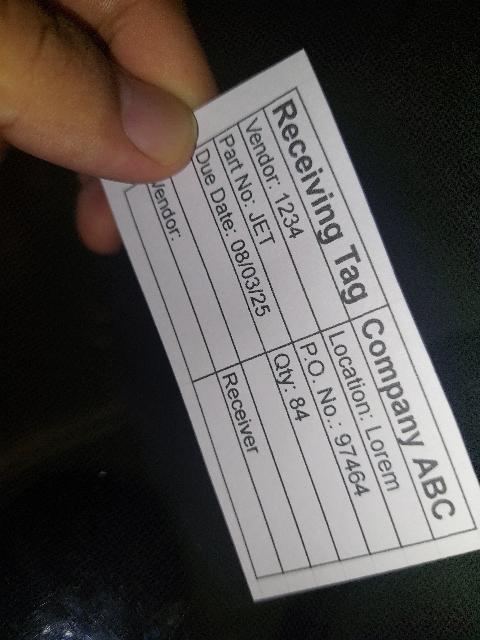 Receiving Tag Company ABC
Vendor: 1234 Location: Lorem
Part No: JET P.O. No.: 97464
Due Date: 08/03/25 Qty: 84
Vendor: Receiver